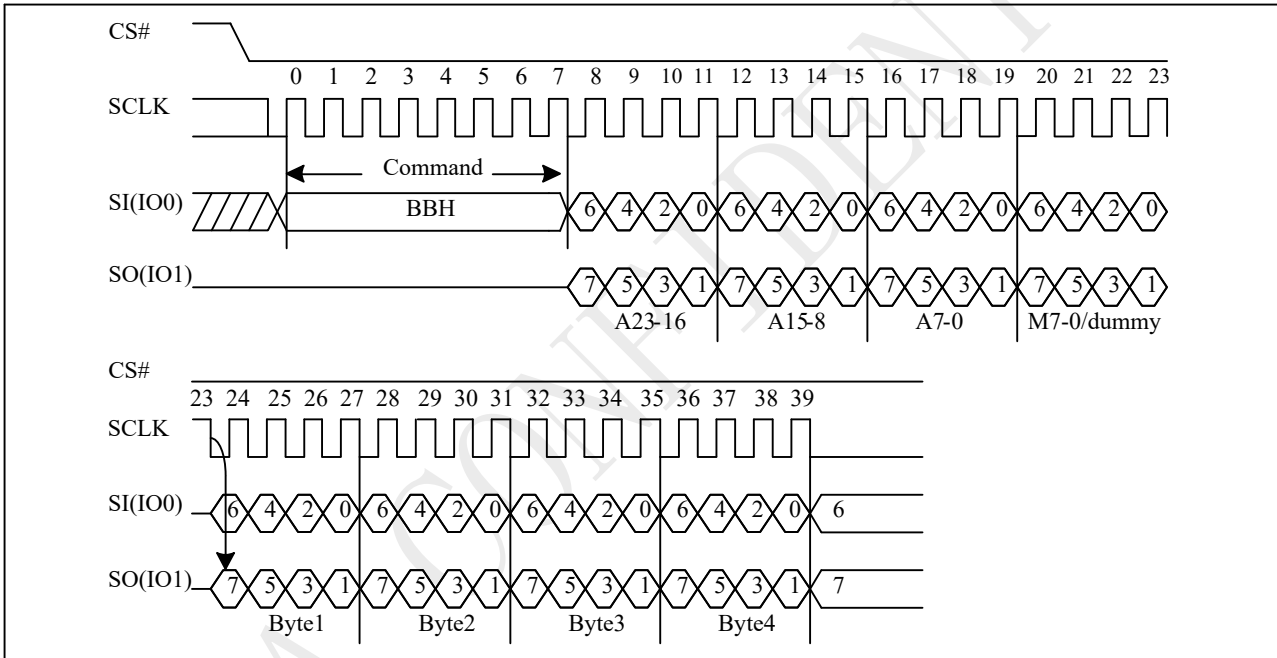 CS#
0 1 2 3 4 5 6 7 8 9 10 11 12 13 14 15 16 17 18 19 20 21 22 23
SCLK
Command
SI(IO0) BBH 6 4 2 0 6 4 2 0 6 4 2 0 6 4 2 0
SO(IO1) 7 5 3 1 7 5 3 1 7 5 3 1 7 5 3 1
A23-16 A15-8 A7-0 M7-0/dummy
CS#
23 24 25 26 27 28 29 30 31 32 33 34 35 36 37 38 39
SCLK
SI(IO0) 6 4 2 0 6 4 2 0 6 4 2 0 6 4 2 0 6
SO(IO1) 7 5 3 1 7 5 3 1 7 5 3 1 7 5 3 1 7
Byte1 Byte2 Byte3 Byte4